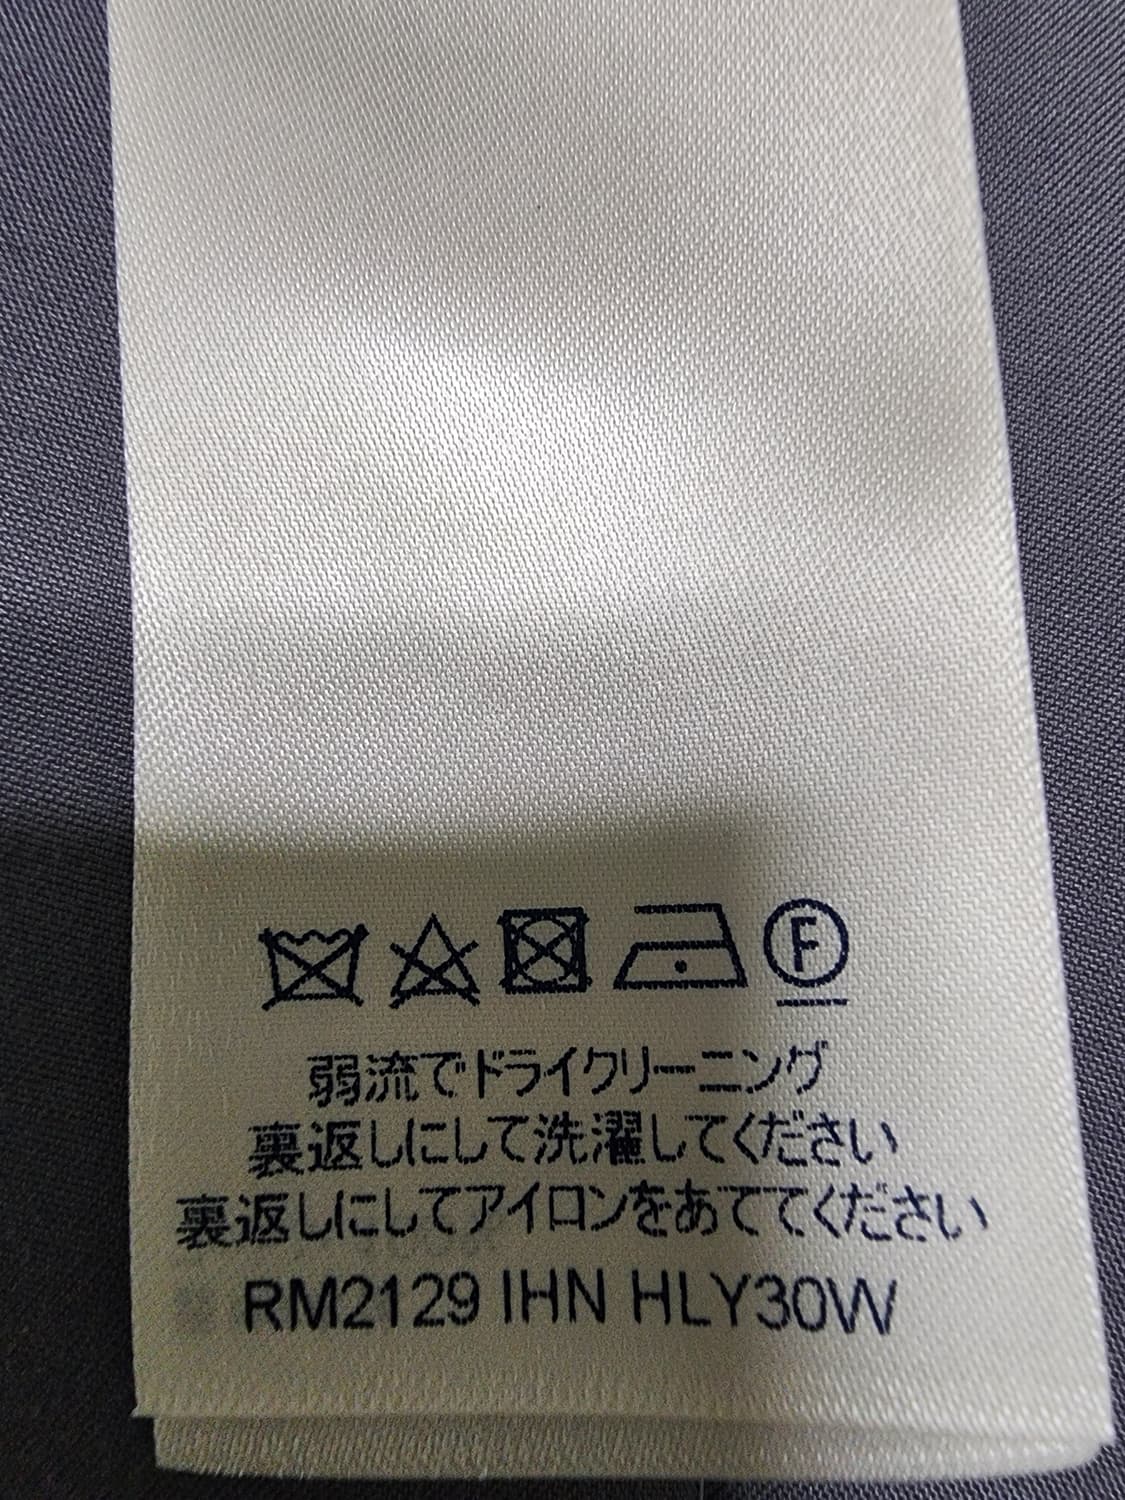 F
弱流でドライクリーニング
裏返しにして洗濯してください
裏返しにしてアイロンをあててください
RM2129 IHN HLY30W